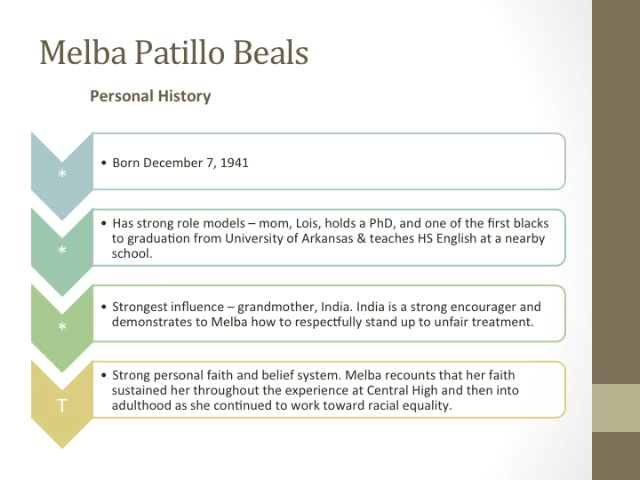 Melba Patillo Beals
Personal History
*
• Born December 7, 1941
*
• Has strong role models – mom, Lois, holds a PhD, and one of the first blacks
to graduation from University of Arkansas & teaches HS English at a nearby
school.
*
• Strongest influence – grandmother, India. India is a strong encourager and
demonstrates to Melba how to respectfully stand up to unfair treatment.
T
• Strong personal faith and belief system. Melba recounts that her faith
sustained her throughout the experience at Central High and then into
adulthood as she continued to work toward racial equality.